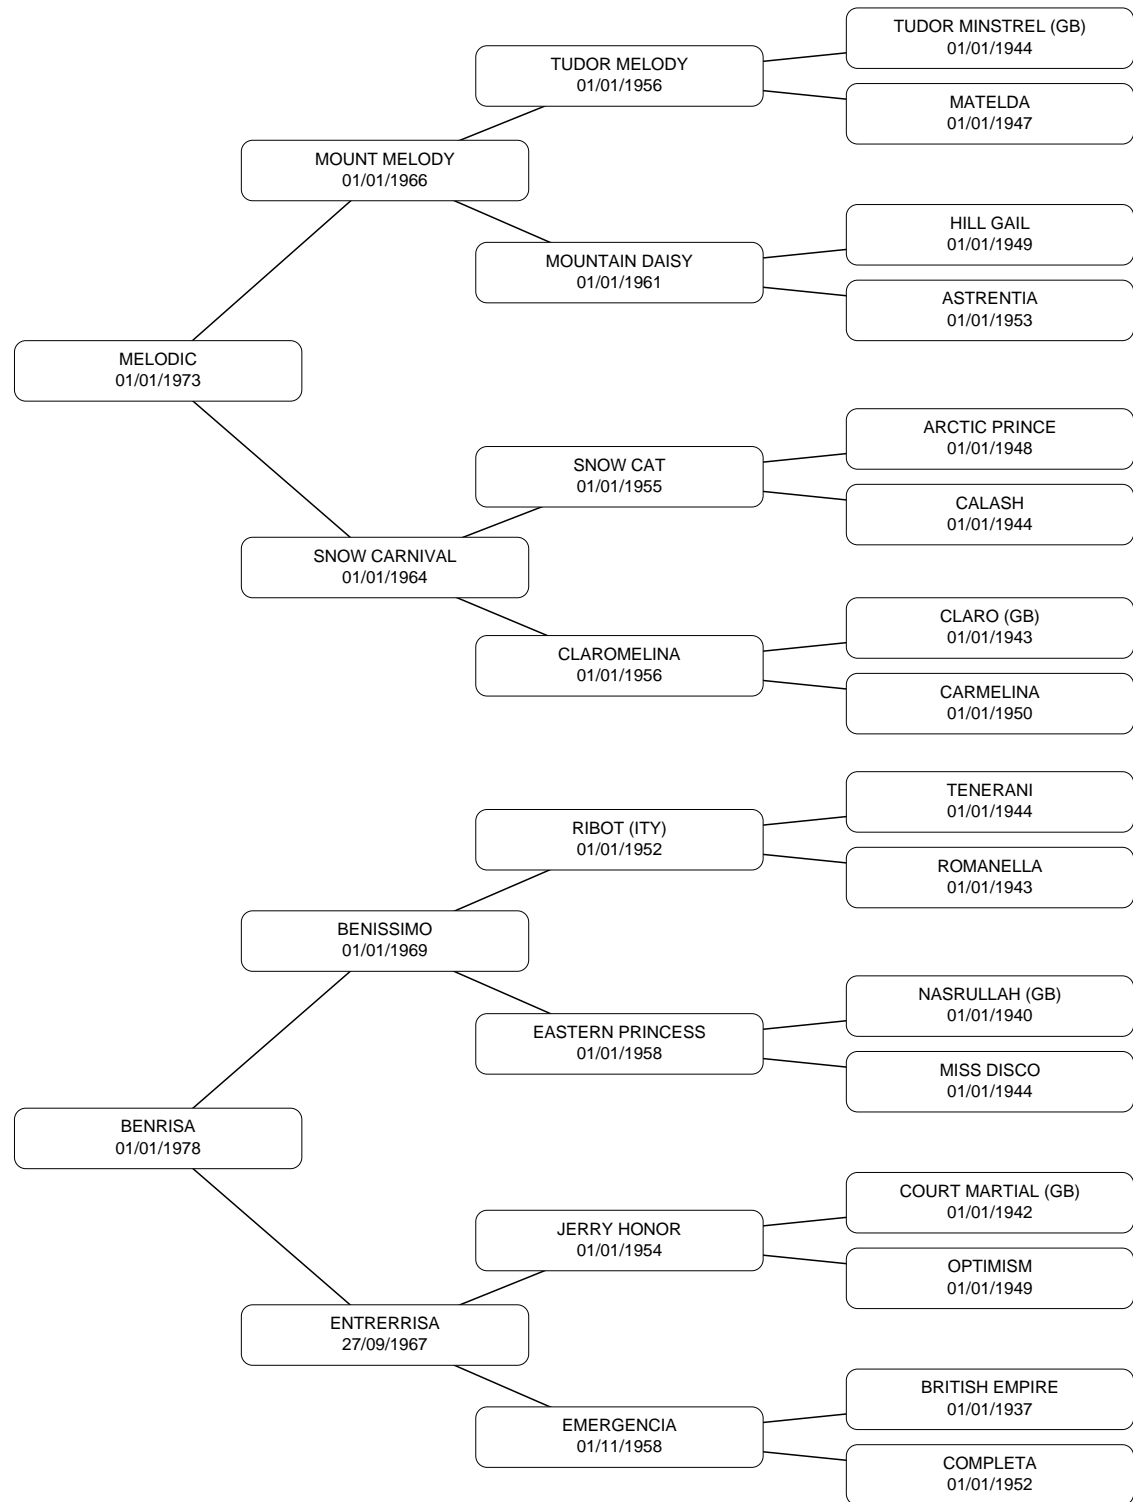 TUDOR MINSTREL (GB)
01/01/1944
TUDOR MELODY
01/01/1956
MATELDA
01/01/1947
MOUNT MELODY
01/01/1966
HILL GAIL
01/01/1949
MOUNTAIN DAISY
01/01/1961
ASTRENTIA
01/01/1953
MELODIC
01/01/1973
ARCTIC PRINCE
01/01/1948
SNOW CAT
01/01/1955
CALASH
01/01/1944
SNOW CARNIVAL
01/01/1964
CLARO (GB)
01/01/1943
CLAROMELINA
01/01/1956
CARMELINA
01/01/1950
TENERANI
01/01/1944
RIBOT (ITY)
01/01/1952
ROMANELLA
01/01/1943
BENISSIMO
01/01/1969
NASRULLAH (GB)
01/01/1940
EASTERN PRINCESS
01/01/1958
MISS DISCO
01/01/1944
BENRISA
01/01/1978
COURT MARTIAL (GB)
01/01/1942
JERRY HONOR
01/01/1954
OPTIMISM
01/01/1949
ENTRERRISA
27/09/1967
BRITISH EMPIRE
01/01/1937
EMERGENCIA
01/11/1958
COMPLETA
01/01/1952